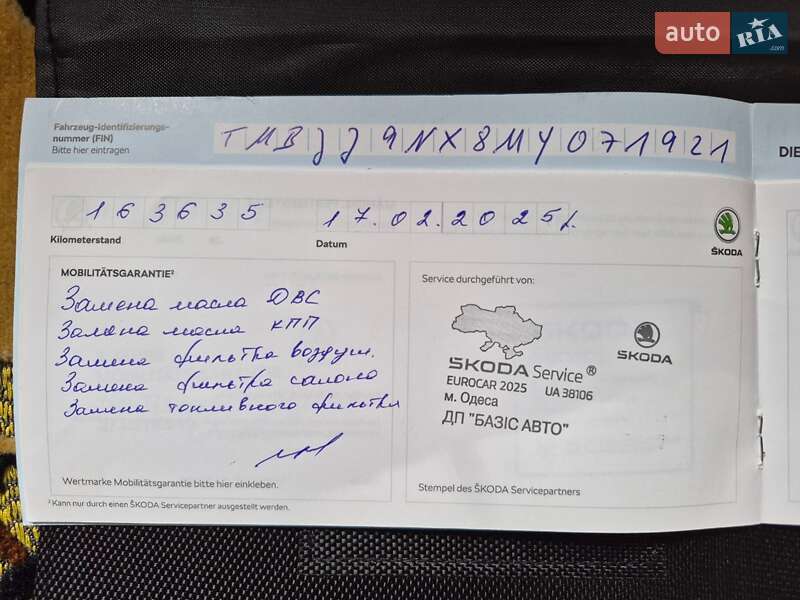 auto RIA.com
Fahrzeug-Identifizierungs-
nummer (FIN)
Bitte hier eintragen
TMBJJ9NX8MY071921
DIE
163635
17.02.2025р.
Kilometerstand
Datum
ŠKODA
MOBILITÄTSGARANTIE²
Замена масла ДВС
Замена масла КПП
Замена фильтра воздуш.
Замена фильтра салона
Замена топливного фильтра
Wertmarke Mobilitätsgarantie bitte hier einkleben.
Service durchgeführt von:
ŠKODA
ŠKODA Service®
EUROCAR 2025 UA 38106
м. Одеса
ДП "БАЗІС АВТО"
Stempel des ŠKODA Servicepartners
² Kann nur durch einen ŠKODA Servicepartner ausgestellt werden.